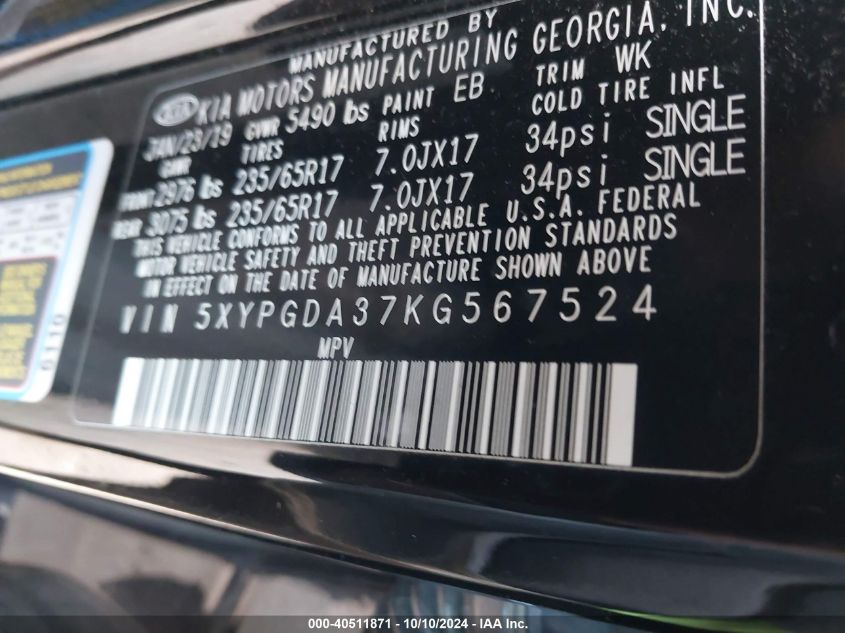 MANUFACTURED BY
KIA KIA MOTORS MANUFACTURING GEORGIA, INC.
JAN/23/19 GVWR 5490 lbs PAINT EB TRIM WK
GWR TIRES RIMS COLD TIRE INFL
FRONT 2976 lbs 235/65R17 7.0JX17 34psi SINGLE
REAR 3075 lbs 235/65R17 7.0JX17 34psi SINGLE
THIS VEHICLE CONFORMS TO ALL APPLICABLE U.S.A. FEDERAL
MOTOR VEHICLE SAFETY AND THEFT PREVENTION STANDARDS
IN EFFECT ON THE DATE OF MANUFACTURE SHOWN ABOVE
VIN 5XYPGDA37KG567524
MPV
000-40511871 - 10/10/2024 - IAA Inc.